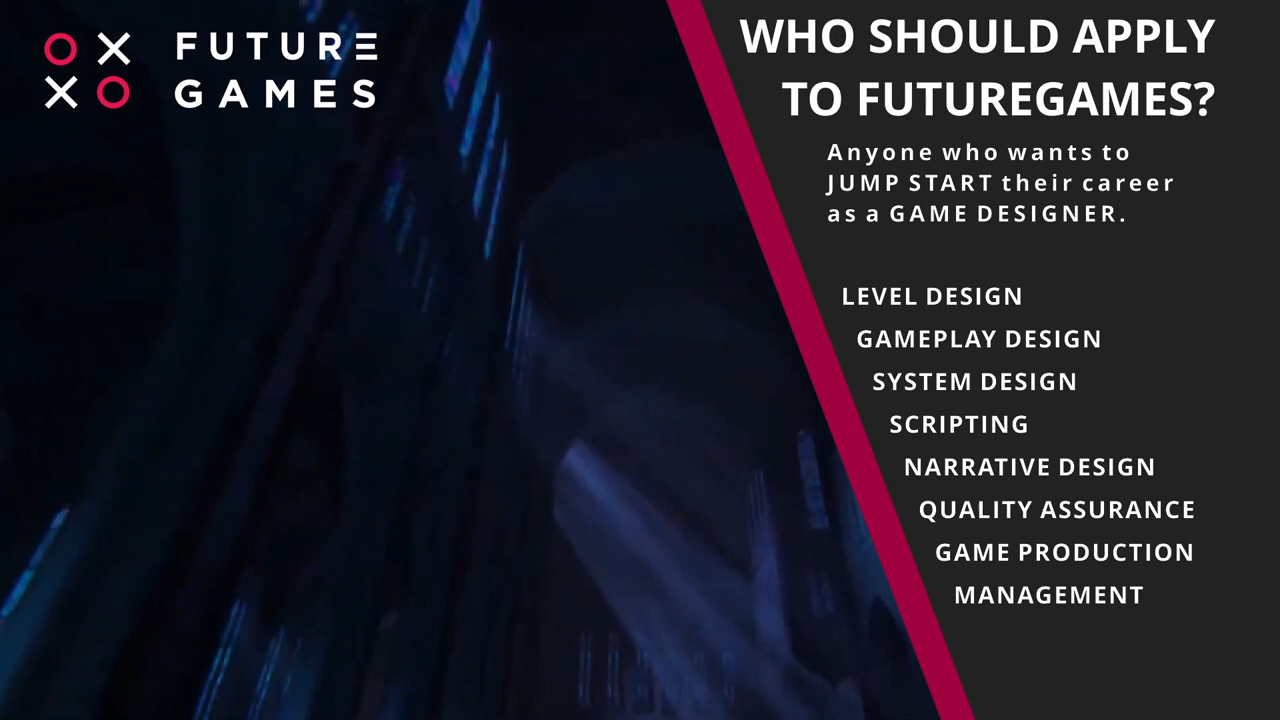 FUTURE
GAMES
WHO SHOULD APPLY
TO FUTUREGAMES?
Anyone who wants to
JUMP START their career
as a GAME DESIGNER.
LEVEL DESIGN
GAMEPLAY DESIGN
SYSTEM DESIGN
SCRIPTING
NARRATIVE DESIGN
QUALITY ASSURANCE
GAME PRODUCTION
MANAGEMENT